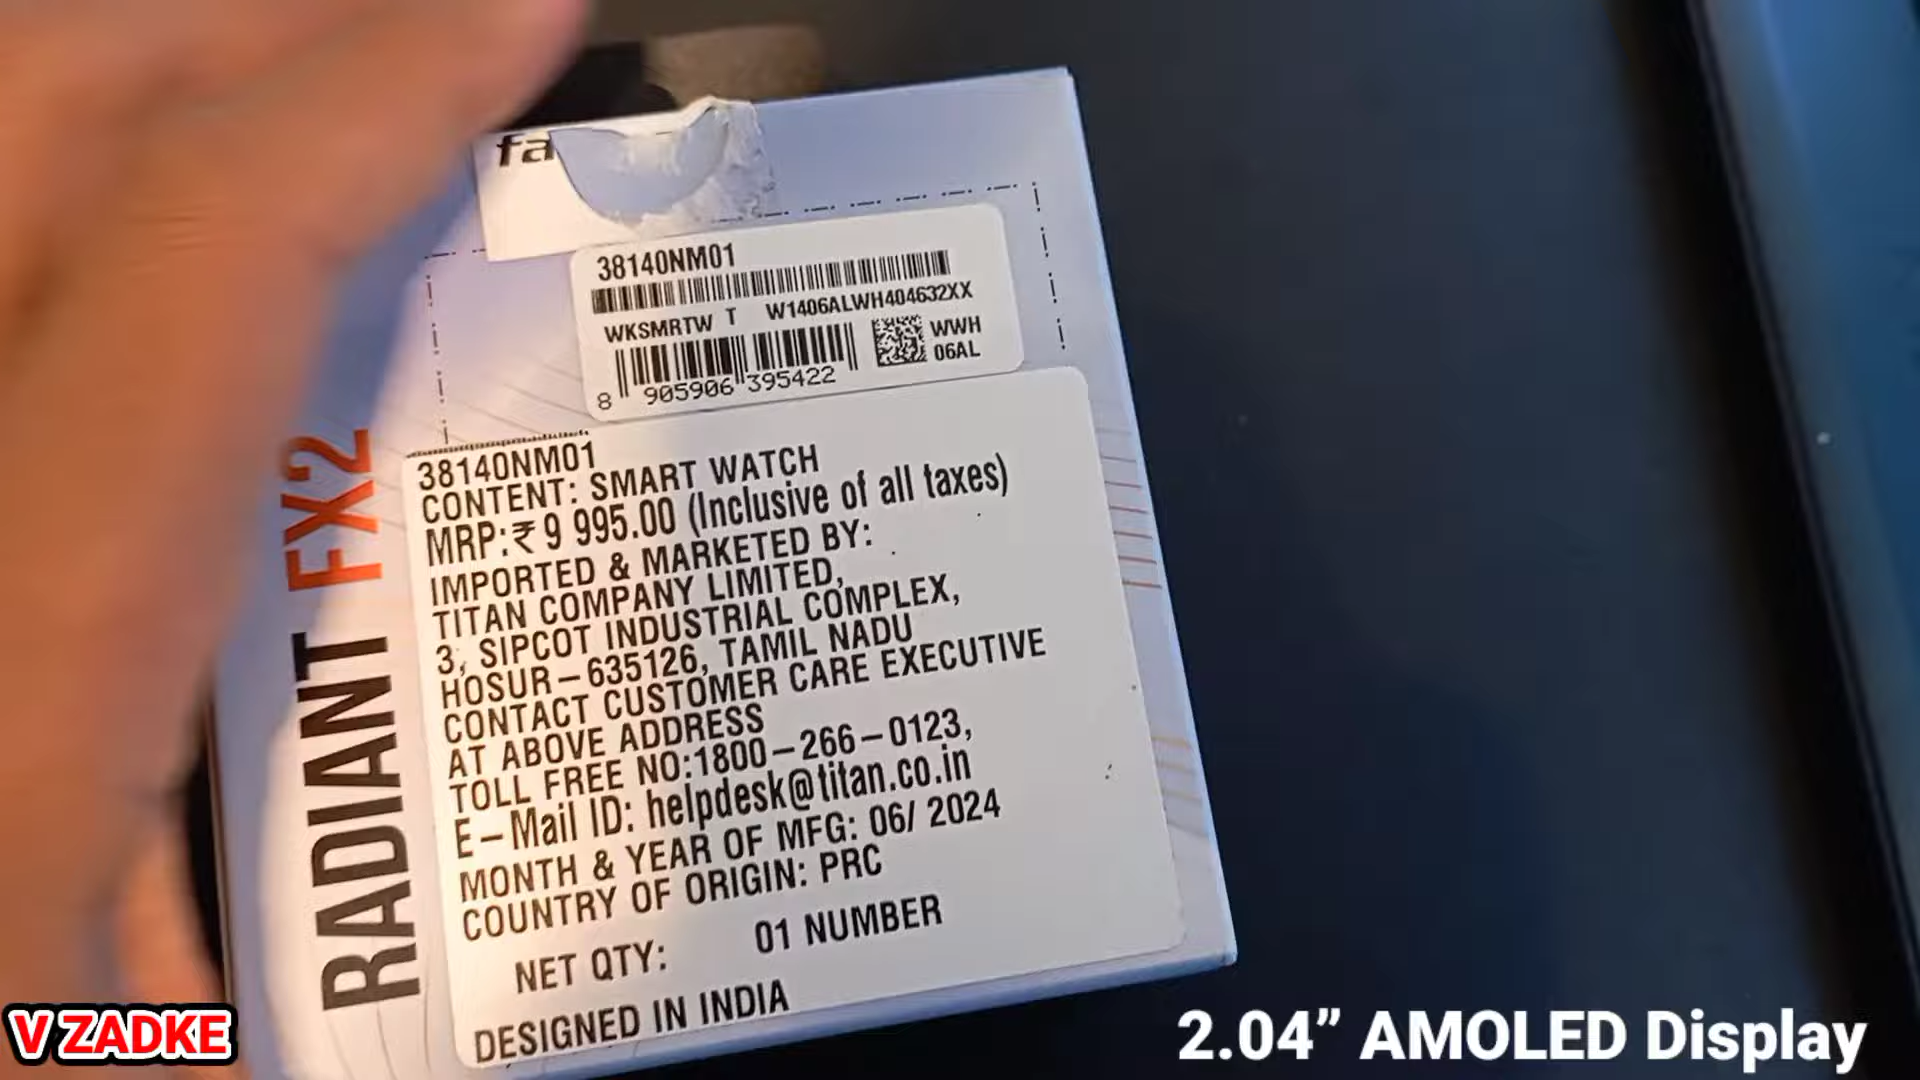 fa
38140NM01
WKSMRTW T W1406ALWH404632XX
WWH
06AL
8 905906 395422
RADIANT FX2
38140NM01
CONTENT: SMART WATCH
MRP:₹ 9 995.00 (Inclusive of all taxes)
IMPORTED & MARKETED BY:
TITAN COMPANY LIMITED,
3, SIPCOT INDUSTRIAL COMPLEX,
HOSUR–635126, TAMIL NADU
CONTACT CUSTOMER CARE EXECUTIVE
AT ABOVE ADDRESS
TOLL FREE NO:1800–266–0123,
E–Mail ID: helpdesk@titan.co.in
MONTH & YEAR OF MFG: 06/ 2024
COUNTRY OF ORIGIN: PRC
NET QTY: 01 NUMBER
DESIGNED IN INDIA
V ZADKE
2.04” AMOLED Display